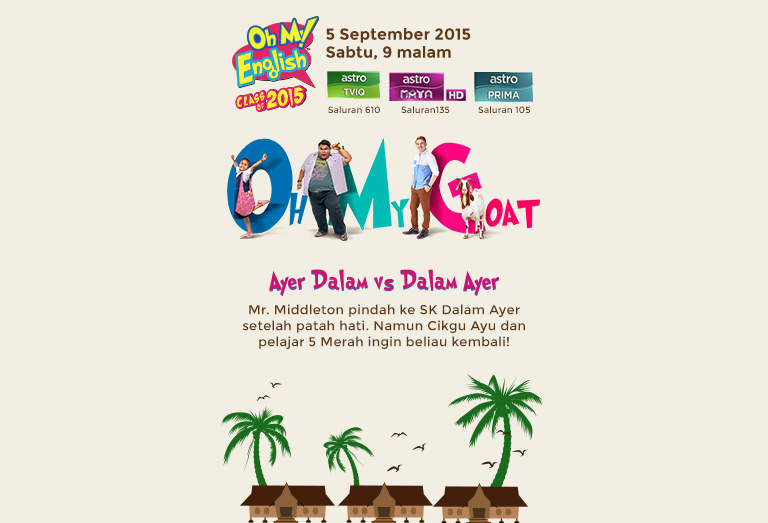 Oh My!
English
CLASS OF 2015
5 September 2015
Sabtu, 9 malam
astro TVIQ
astro MAYA HD
astro PRIMA
Saluran 610
Saluran135
Saluran 105
OH MY GOAT
AYER DALAM VS DALAM AYER
Mr. Middleton pindah ke SK Dalam Ayer
setelah patah hati. Namun Cikgu Ayu dan
pelajar 5 Merah ingin beliau kembali!